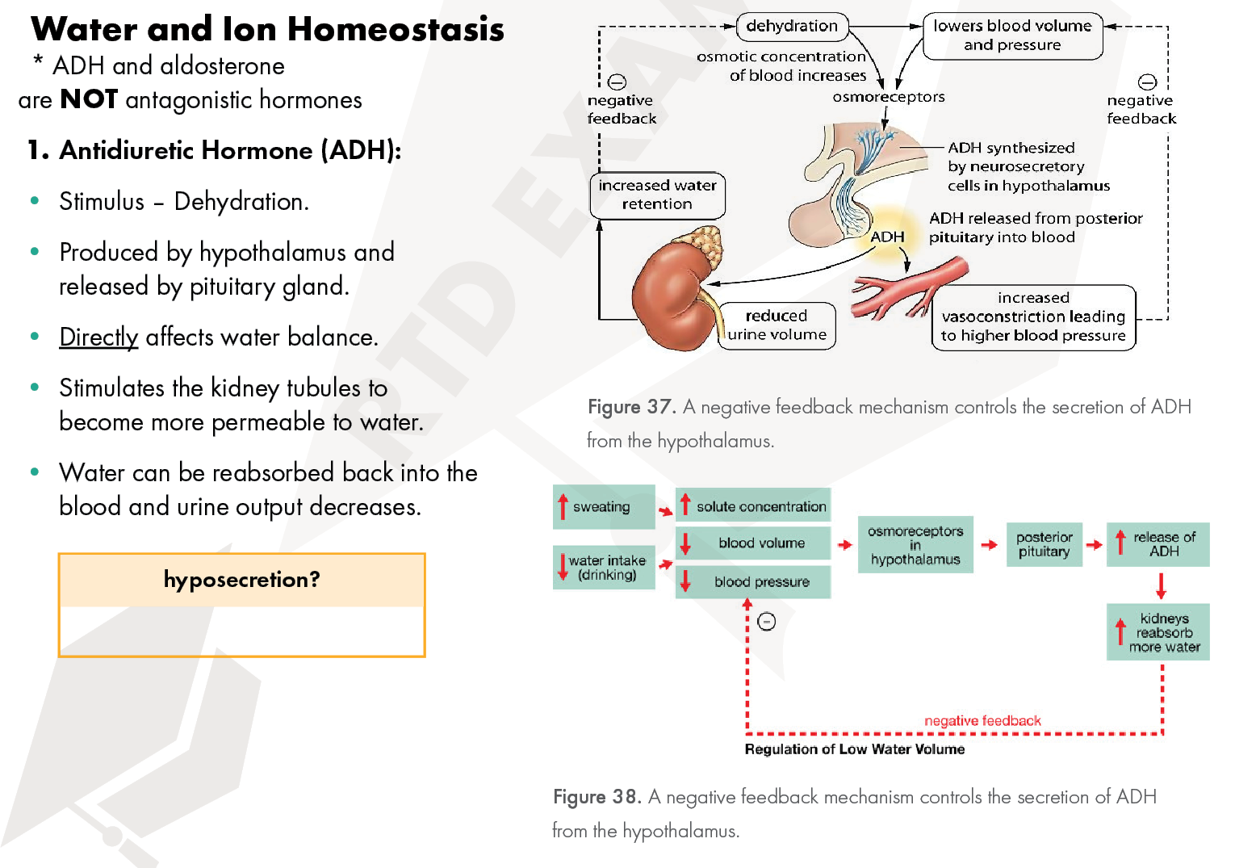 Water and Ion Homeostasis
* ADH and aldosterone
are NOT antagonistic hormones
1. Antidiuretic Hormone (ADH):
• Stimulus – Dehydration.
• Produced by hypothalamus and
released by pituitary gland.
• Directly affects water balance.
• Stimulates the kidney tubules to
become more permeable to water.
• Water can be reabsorbed back into the
blood and urine output decreases.
hyposecretion?
dehydration
lowers blood volume
and pressure
osmotic concentration
of blood increases
osmoreceptors
negative
feedback
negative
feedback
ADH synthesized
by neurosecretory
cells in hypothalamus
increased water
retention
ADH released from posterior
pituitary into blood
ADH
reduced
urine volume
increased
vasoconstriction leading
to higher blood pressure
Figure 37. A negative feedback mechanism controls the secretion of ADH
from the hypothalamus.
sweating
water intake
(drinking)
solute concentration
blood volume
blood pressure
osmoreceptors
in
hypothalamus
posterior
pituitary
release of
ADH
kidneys
reabsorb
more water
negative feedback
Regulation of Low Water Volume
Figure 38. A negative feedback mechanism controls the secretion of ADH
from the hypothalamus.
RTD EXAM